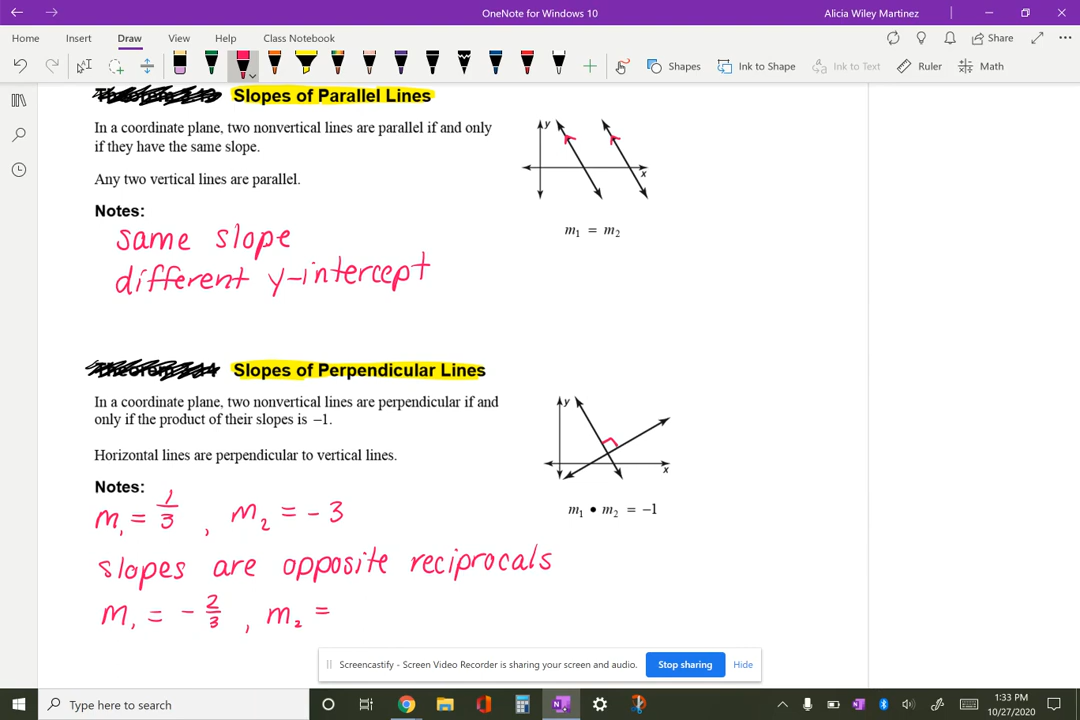 OneNote for Windows 10
Alicia Wiley Martinez
Home Insert Draw View Help Class Notebook
Share
Shapes Ink to Shape Ink to Text Ruler Math
Slopes of Parallel Lines
In a coordinate plane, two nonvertical lines are parallel if and only
if they have the same slope.
Any two vertical lines are parallel.
Notes:
same slope
different y-intercept
y
x
m₁ = m₂
Slopes of Perpendicular Lines
In a coordinate plane, two nonvertical lines are perpendicular if and
only if the product of their slopes is −1.
Horizontal lines are perpendicular to vertical lines.
Notes:
m₁ = 1/3 , m₂ = - 3
y
x
m₁ • m₂ = −1
slopes are opposite reciprocals
m₁ = - 2/3 , m₂ =
Screencastify - Screen Video Recorder is sharing your screen and audio.
Stop sharing
Hide
Type here to search
1:33 PM
10/27/2020